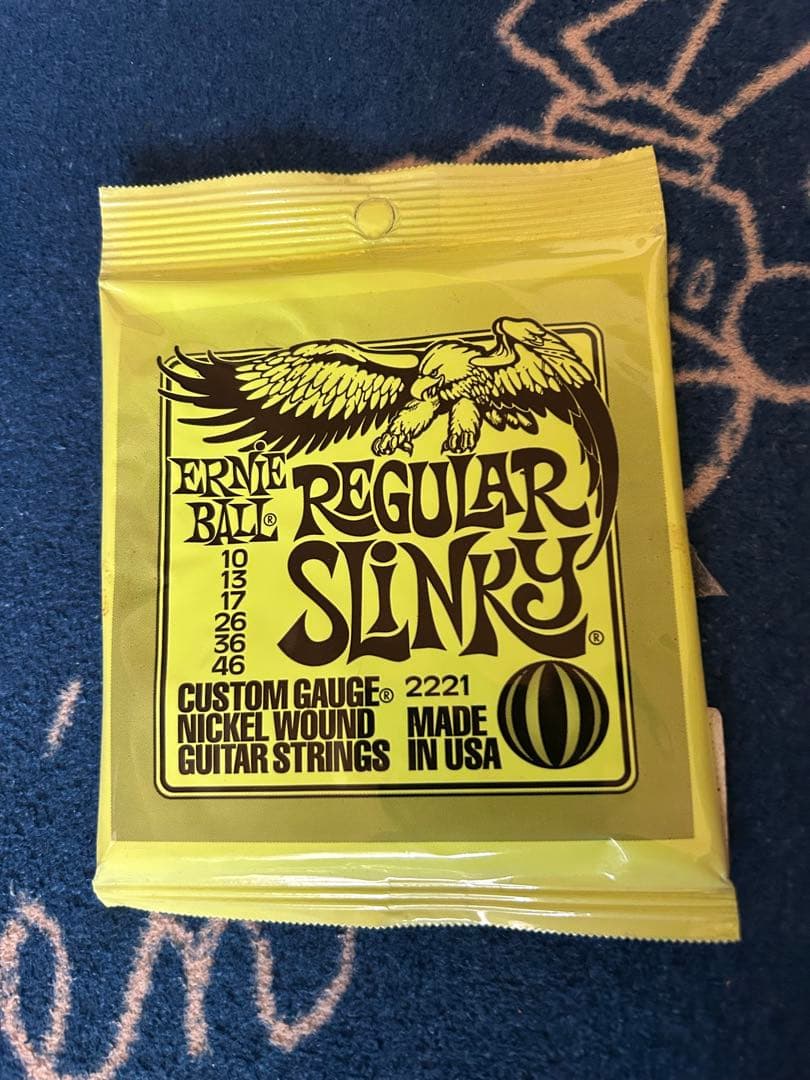 ERNIE
BALL®
REGULAR
SLINKY®
10
13
17
26
36
46
CUSTOM GAUGE®
NICKEL WOUND
GUITAR STRINGS
2221
MADE
IN USA
en